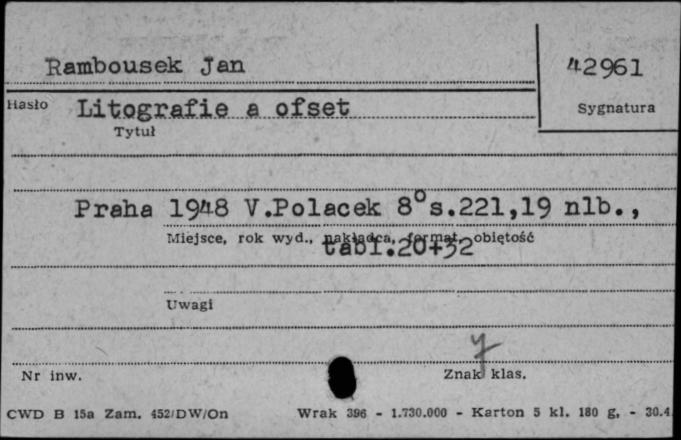 Rambousek Jan
42961
Hasło
Litografie a ofset
Sygnatura
Tytuł
Praha 1948 V.Polacek 8°s.221,19 nlb.,
Miejsce, rok wyd., nakładca, format, objętość
tabl.20+32
Uwagi
7
Nr inw.
Znak klas.
CWD B 15a Zam. 452/DW/On
Wrak 396 - 1.730.000 - Karton 5 kl. 180 g. - 30.4